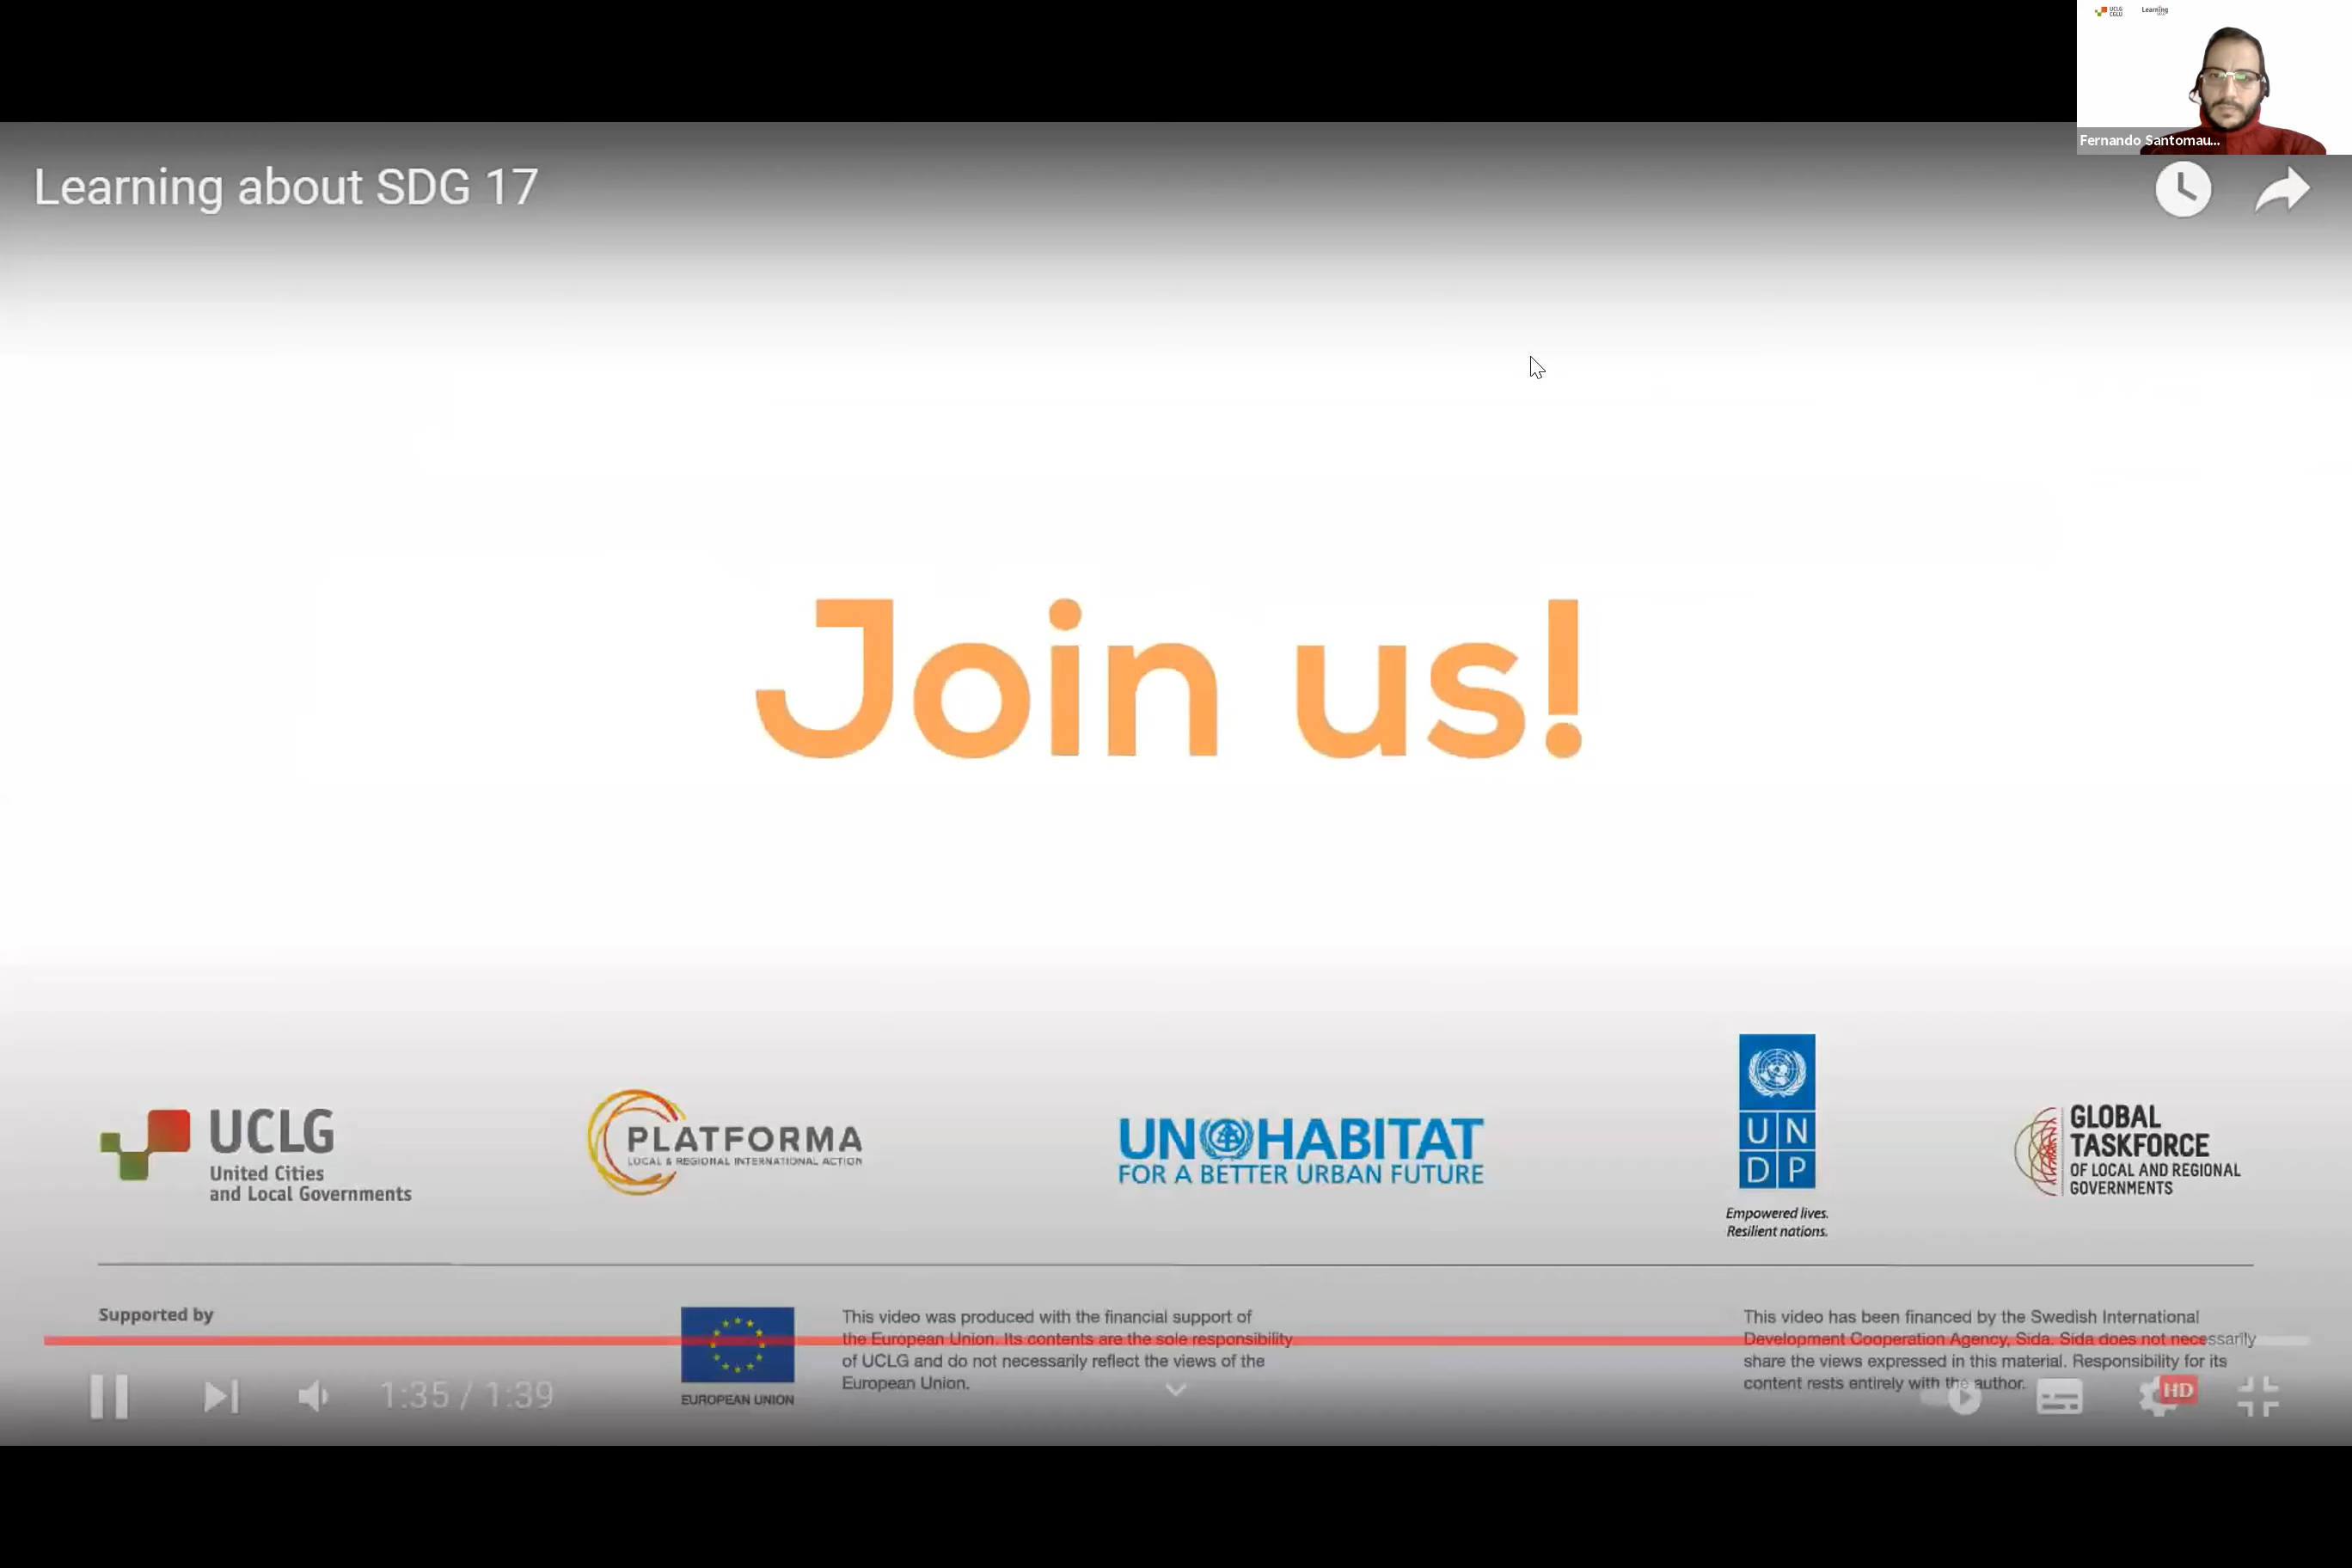 UCLG
CGLU
Learning
Fernando Santomau...
Learning about SDG 17
Join us!
UCLG
United Cities
and Local Governments
PLATFORMA
LOCAL & REGIONAL INTERNATIONAL ACTION
UN HABITAT
FOR A BETTER URBAN FUTURE
U N
D P
Empowered lives.
Resilient nations.
GLOBAL
TASKFORCE
OF LOCAL AND REGIONAL
GOVERNMENTS
Supported by
EUROPEAN UNION
This video was produced with the financial support of
the European Union. Its contents are the sole responsibility
of UCLG and do not necessarily reflect the views of the
European Union.
This video has been financed by the Swedish International
Development Cooperation Agency, Sida. Sida does not necessarily
share the views expressed in this material. Responsibility for its
content rests entirely with the author.
1:35 / 1:39
HD